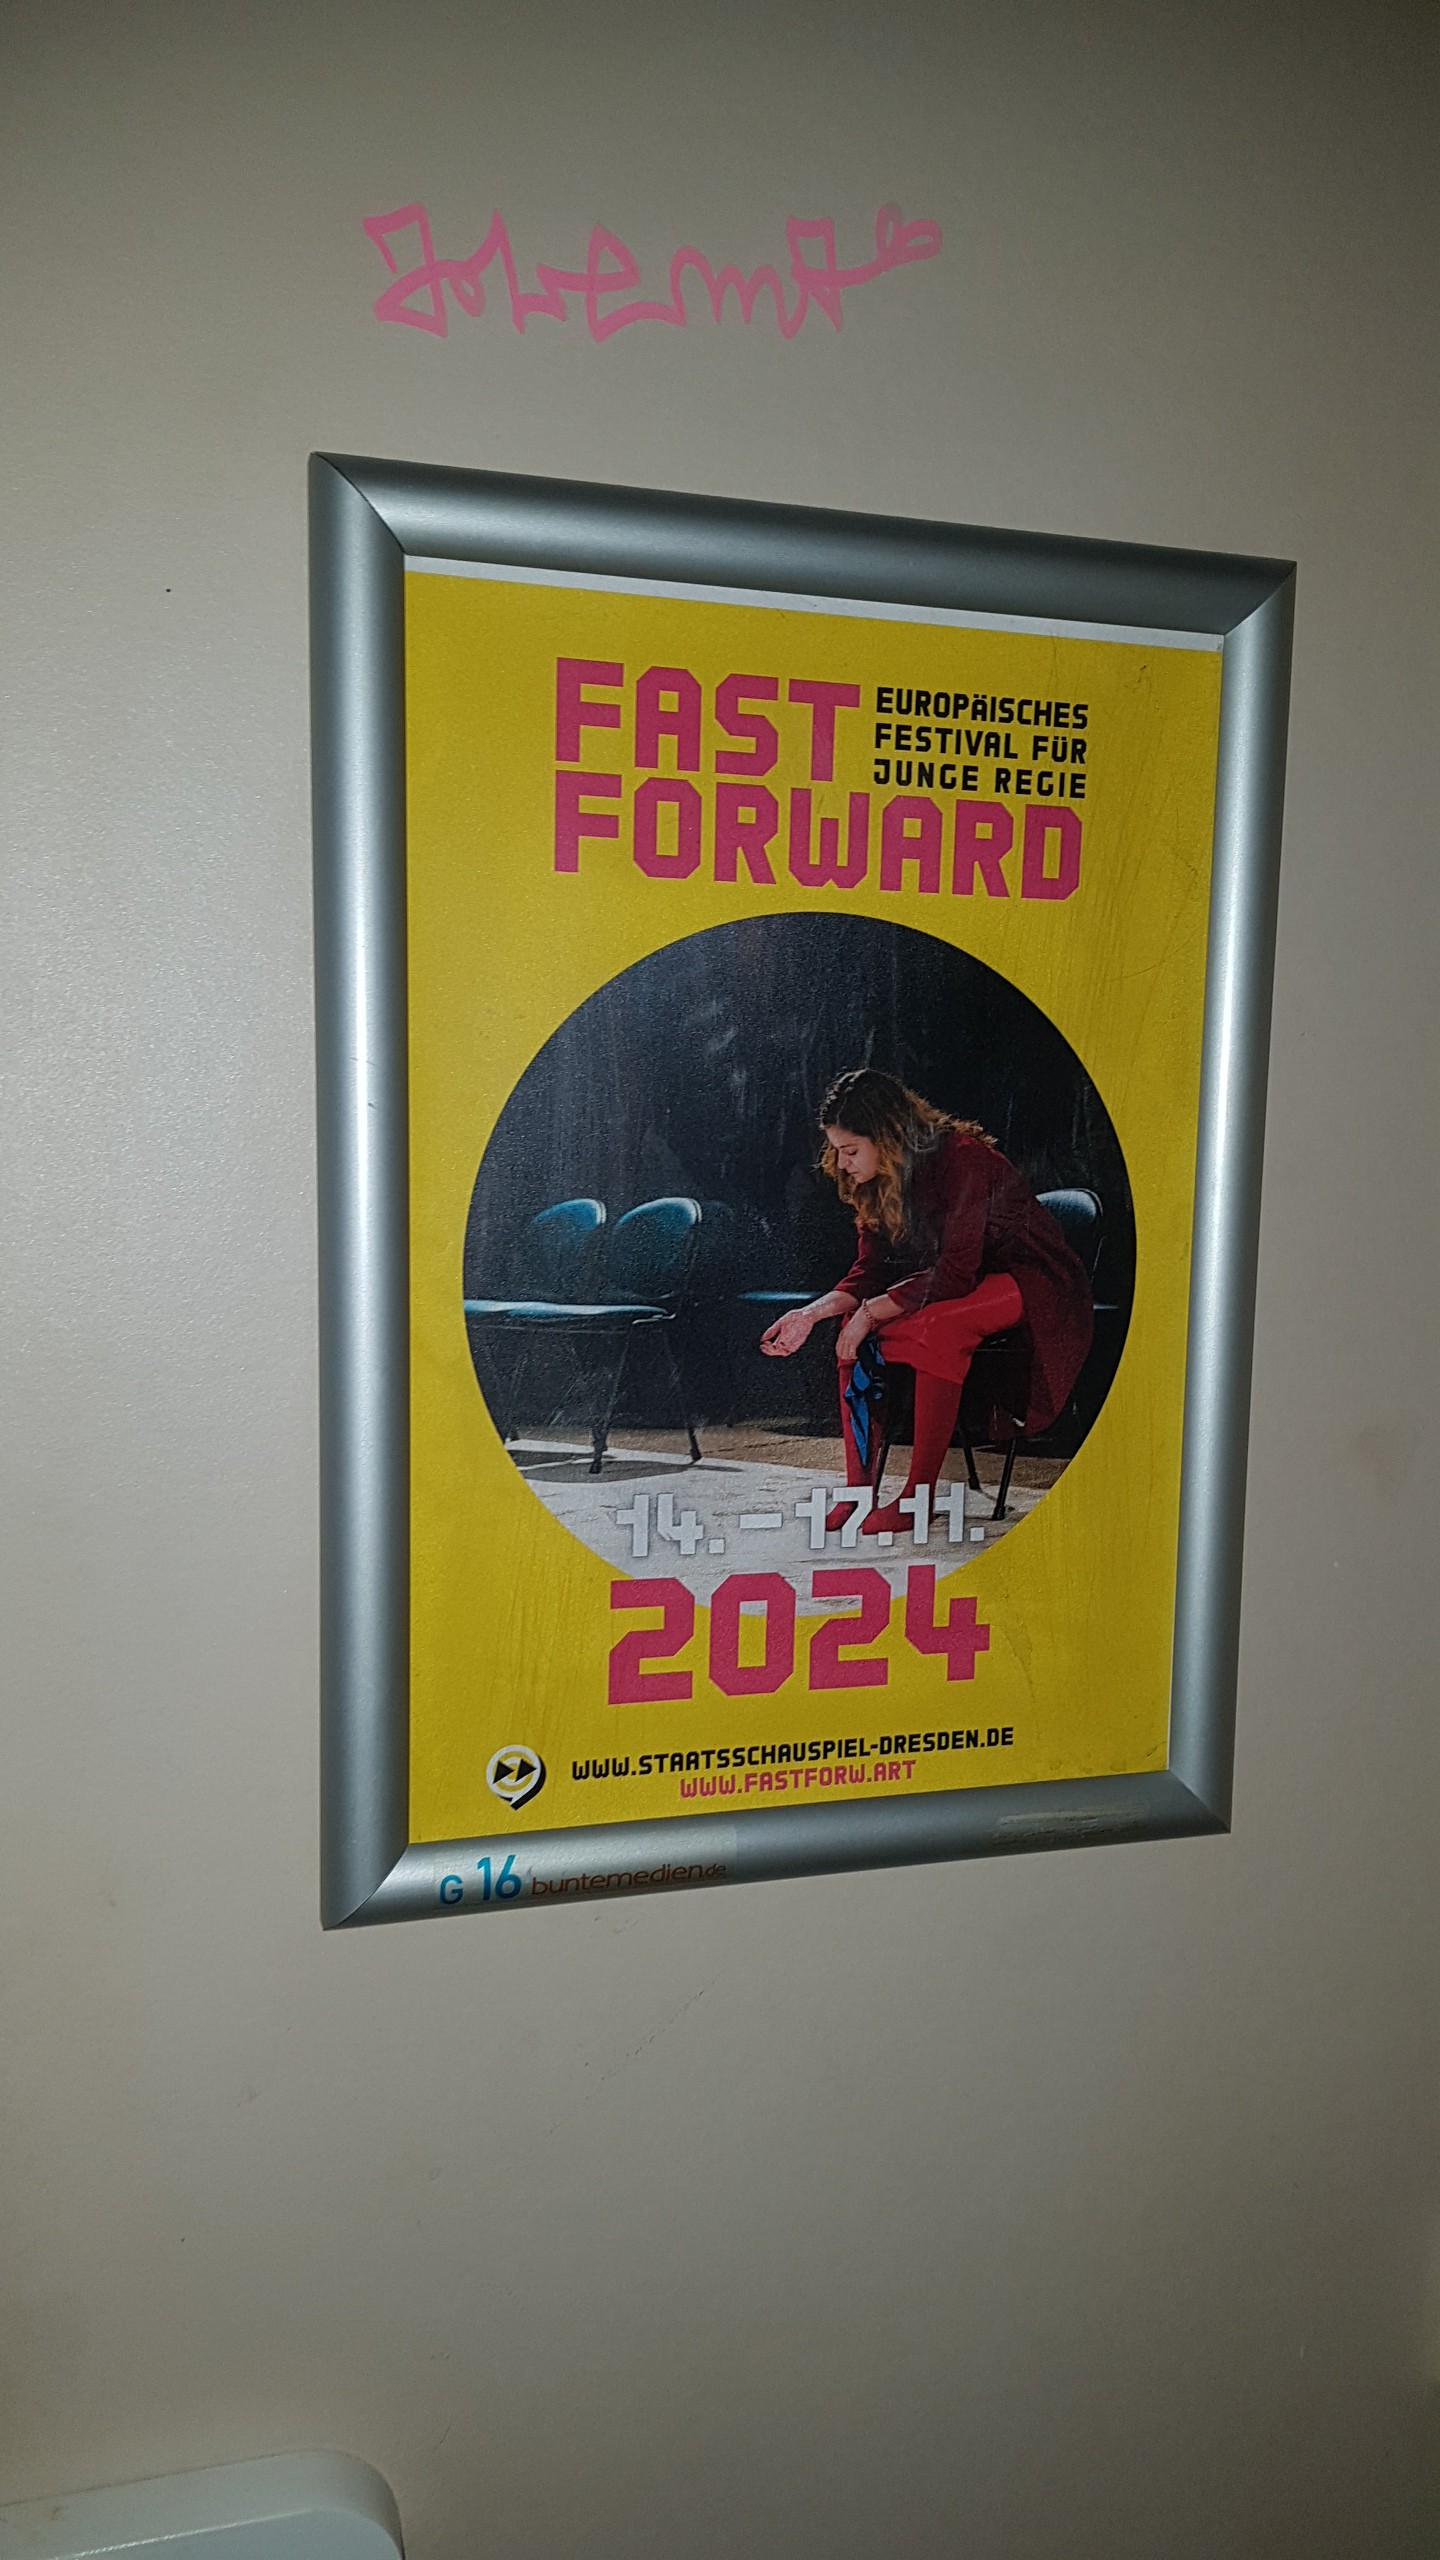 FAST
FORWARD
EUROPÄISCHES
FESTIVAL FÜR
JUNGE REGIE
14. – 17.11.
2024
WWW.STAATSSCHAUSPIEL-DRESDEN.DE
WWW.FASTFORW.ART
G 16 buntemedien.de